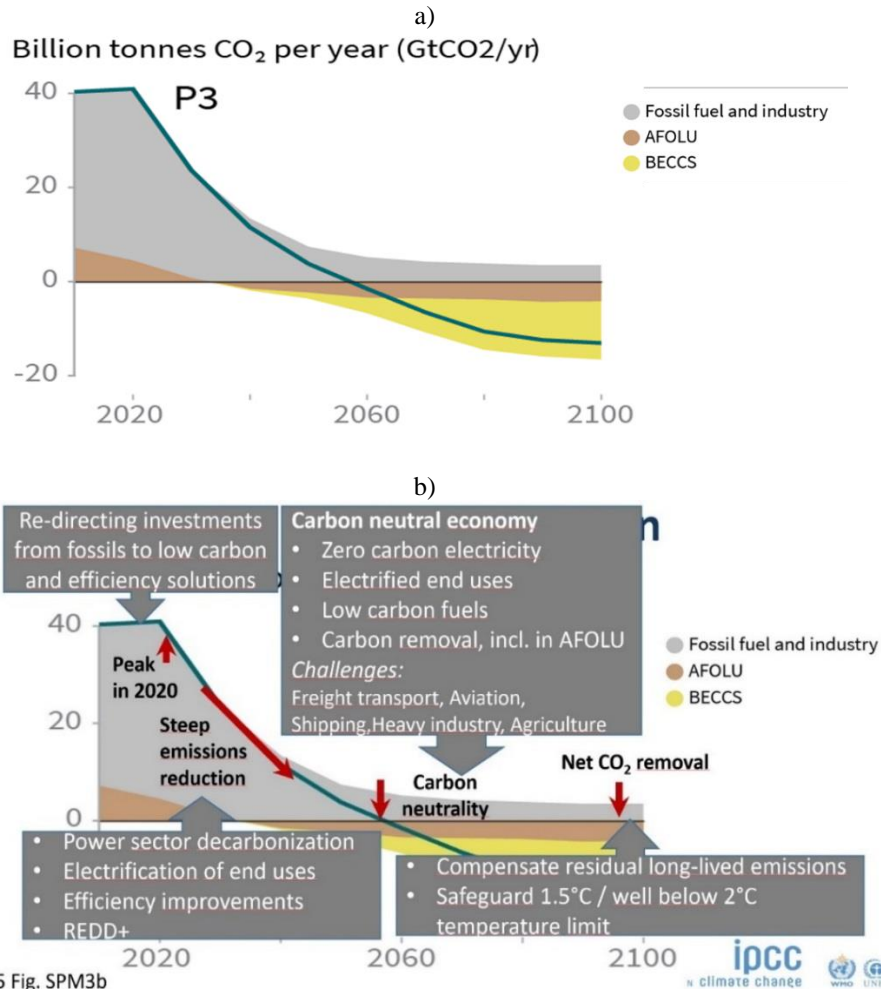 a)
Billion tonnes CO₂ per year (GtCO2/yr)
40
P3
Fossil fuel and industry
AFOLU
BECCS
20
0
-20
2020
2060
2100
b)
Re-directing investments
from fossils to low carbon
and efficiency solutions
Carbon neutral economy
• Zero carbon electricity
• Electrified end uses
• Low carbon fuels
• Carbon removal, incl. in AFOLU
Challenges:
Freight transport, Aviation,
Shipping,Heavy industry, Agriculture
n
40
Peak
in 2020
Fossil fuel and industry
AFOLU
BECCS
20
Steep
emissions
reduction
Carbon
neutrality
Net CO₂ removal
0
• Power sector decarbonization
• Electrification of end uses
• Efficiency improvements
• REDD+
• Compensate residual long-lived emissions
• Safeguard 1.5°C / well below 2°C
temperature limit
2020
2060
2100
5 Fig. SPM3b
ipcc
N climate change
WMO